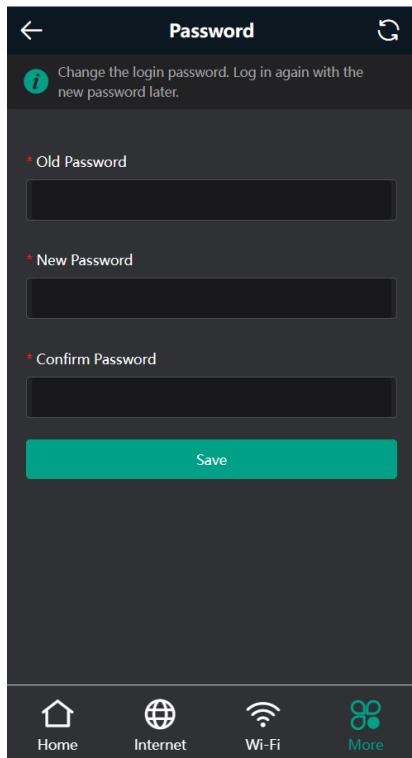 Password
i
Change the login password. Log in again with the
new password later.
* Old Password
* New Password
* Confirm Password
Save
Home Internet Wi-Fi More